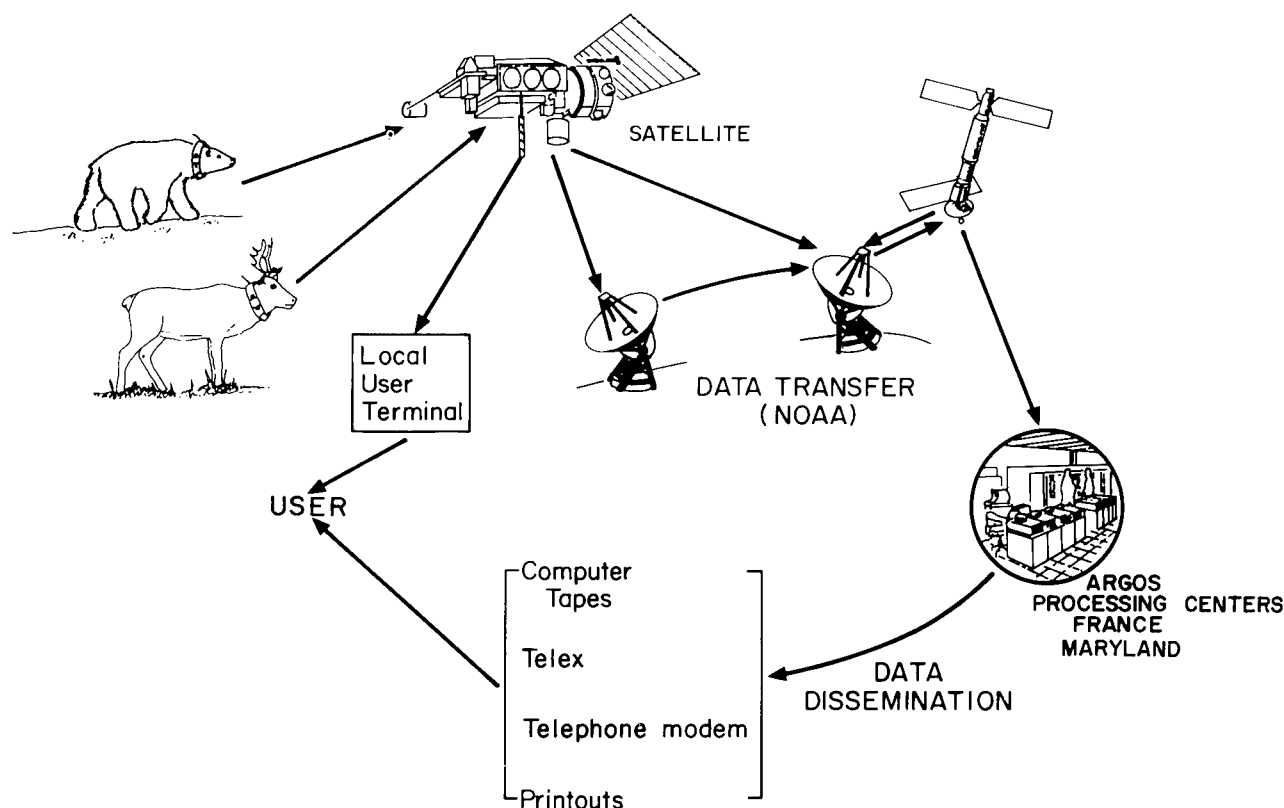 SATELLITE
Local
User
Terminal
DATA TRANSFER
(NOAA)
USER
Computer
Tapes
Telex
Telephone modem
Printouts
ARGOS
PROCESSING CENTERS
FRANCE
MARYLAND
DATA
DISSEMINATION